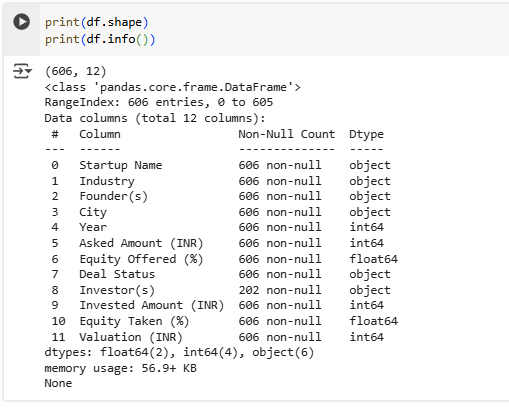 print(df.shape)
print(df.info())
(606, 12)
<class 'pandas.core.frame.DataFrame'>
RangeIndex: 606 entries, 0 to 605
Data columns (total 12 columns):
 #   Column                 Non-Null Count  Dtype
---  ------                 --------------  -----
 0   Startup Name           606 non-null    object
 1   Industry               606 non-null    object
 2   Founder(s)             606 non-null    object
 3   City                   606 non-null    object
 4   Year                   606 non-null    int64
 5   Asked Amount (INR)     606 non-null    int64
 6   Equity Offered (%)     606 non-null    float64
 7   Deal Status            606 non-null    object
 8   Investor(s)            202 non-null    object
 9   Invested Amount (INR)  606 non-null    int64
 10  Equity Taken (%)       606 non-null    float64
 11  Valuation (INR)        606 non-null    int64
dtypes: float64(2), int64(4), object(6)
memory usage: 56.9+ KB
None